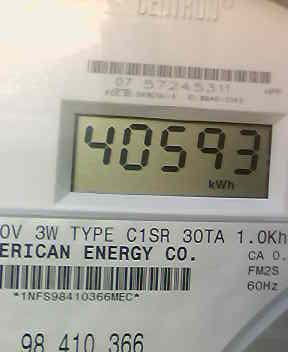 CENTRON®
07 57245311
40593
kWh
0V 3W TYPE C1SR 30TA 1.0Kh
ERICAN ENERGY CO.
CA 0.
FM2S
60Hz
*1NFS98410366MEC*
98 410 366